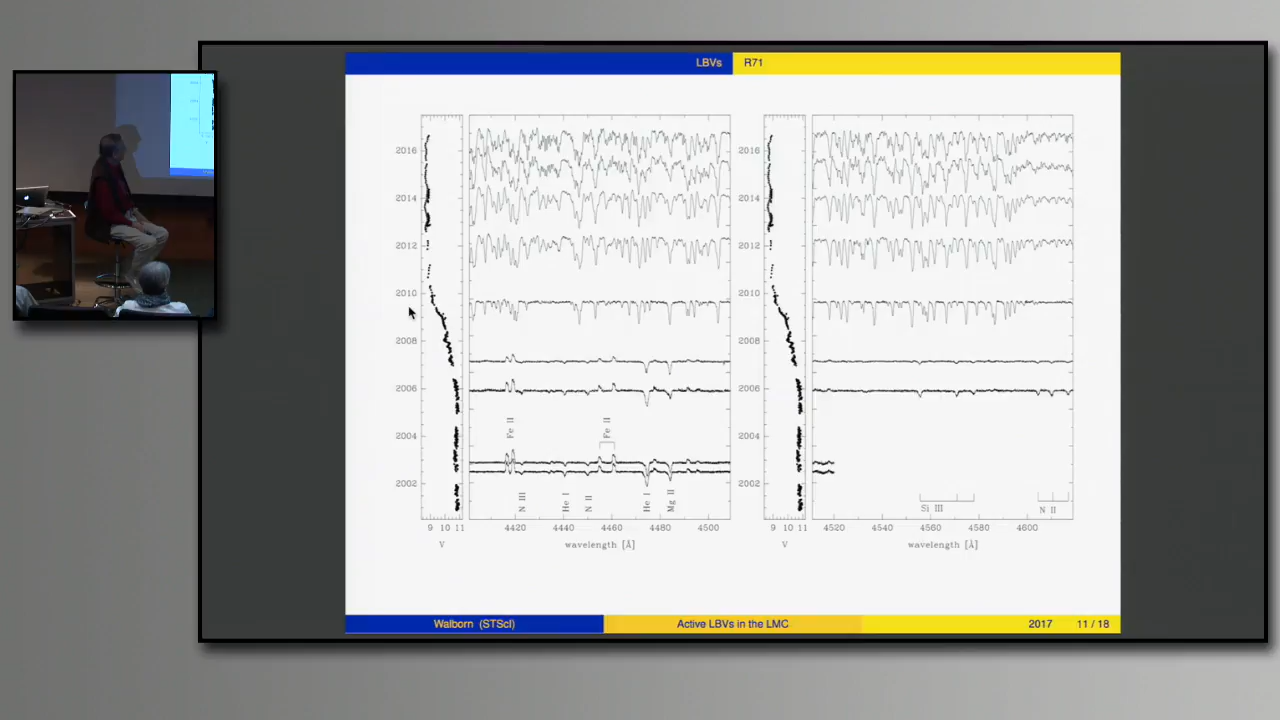 LBVs R71
2016
2014
2012
2010
2008
2006
2004
2002
Fe II
Fe II
N III
He I
N II
He I
Mg II
9 10 11
4420 4440 4460 4480 4500
V
wavelength [Å]
2016
2014
2012
2010
2008
2006
2004
2002
Si III
N II
9 10 11
4520 4540 4560 4580 4600
V
wavelength [Å]
Walborn (STScI) Active LBVs in the LMC 2017 11 / 18